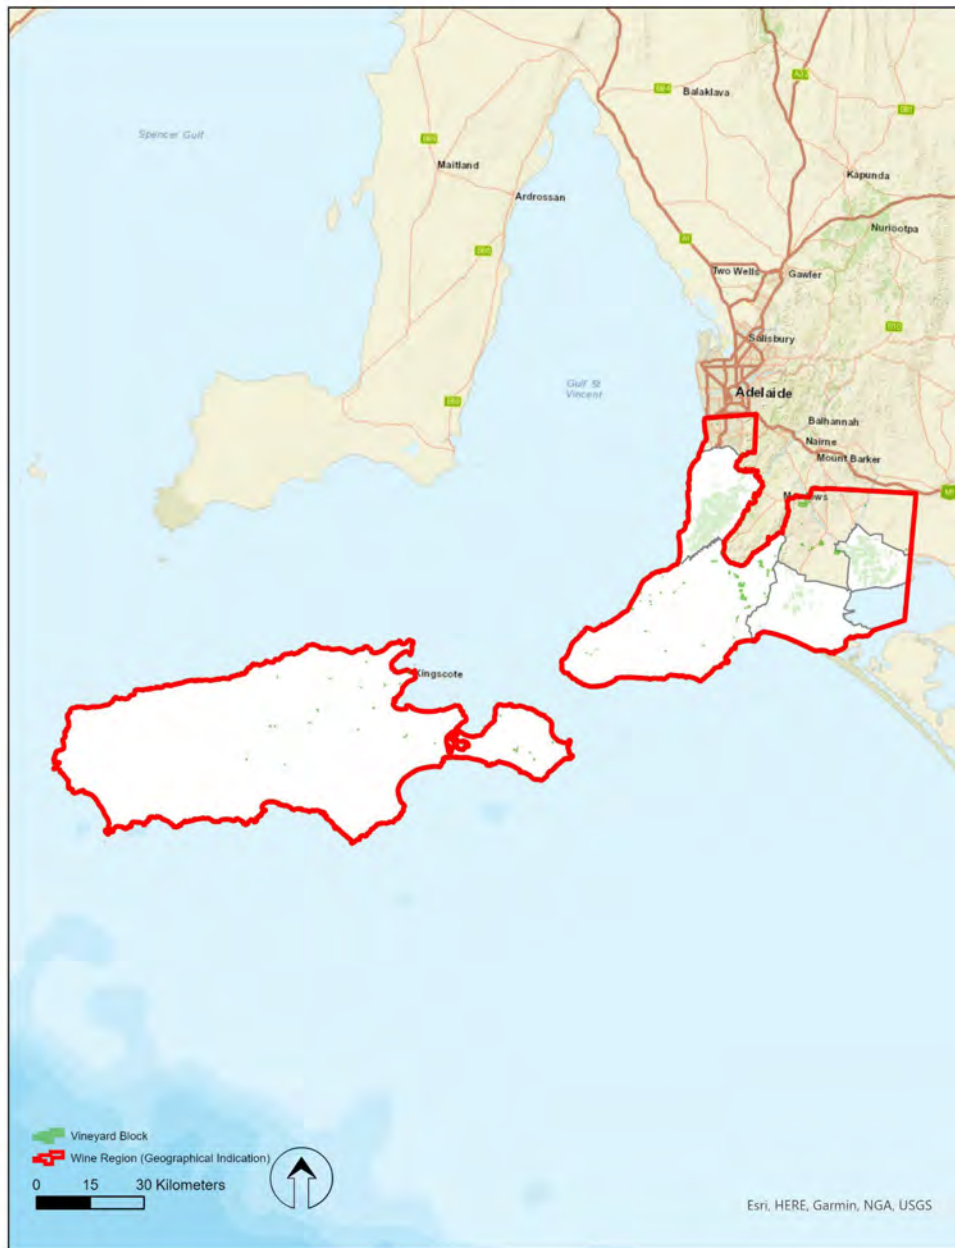 Balaklava
Spencer Gulf
Maitland
Kapunda
Ardrossan
Nuriootpa
A1
Two Wells
Gawler
Salisbury
Gulf St
Vincent
Adelaide
Balhannah
Nairne
Mount Barker
Kingscote
Vineyard Block
Wine Region (Geographical Indication)
0 15 30 Kilometers
Esri, HERE, Garmin, NGA, USGS